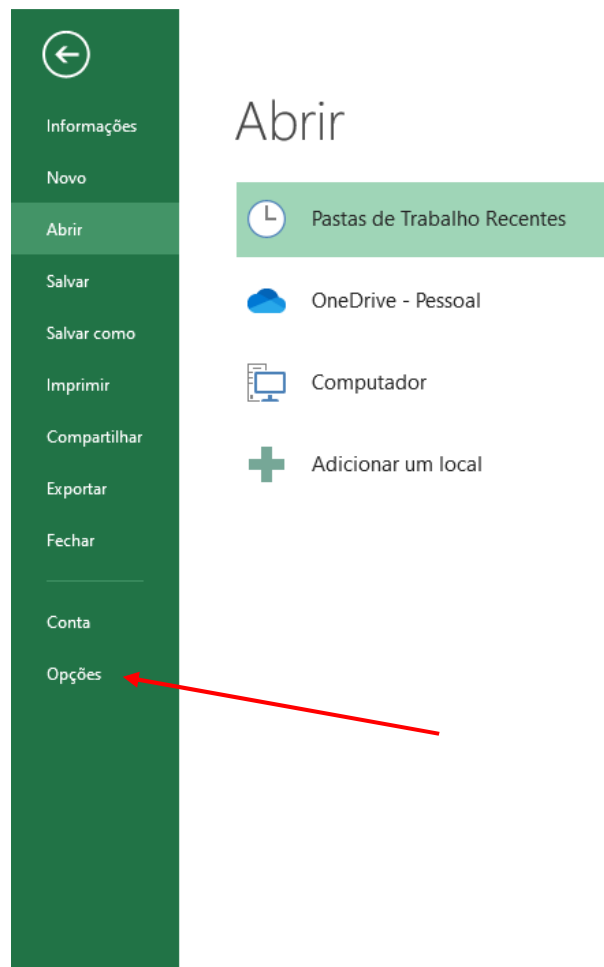 Informações
Novo
Abrir
Salvar
Salvar como
Imprimir
Compartilhar
Exportar
Fechar
Conta
Opções
Abrir
Pastas de Trabalho Recentes
OneDrive - Pessoal
Computador
Adicionar um local